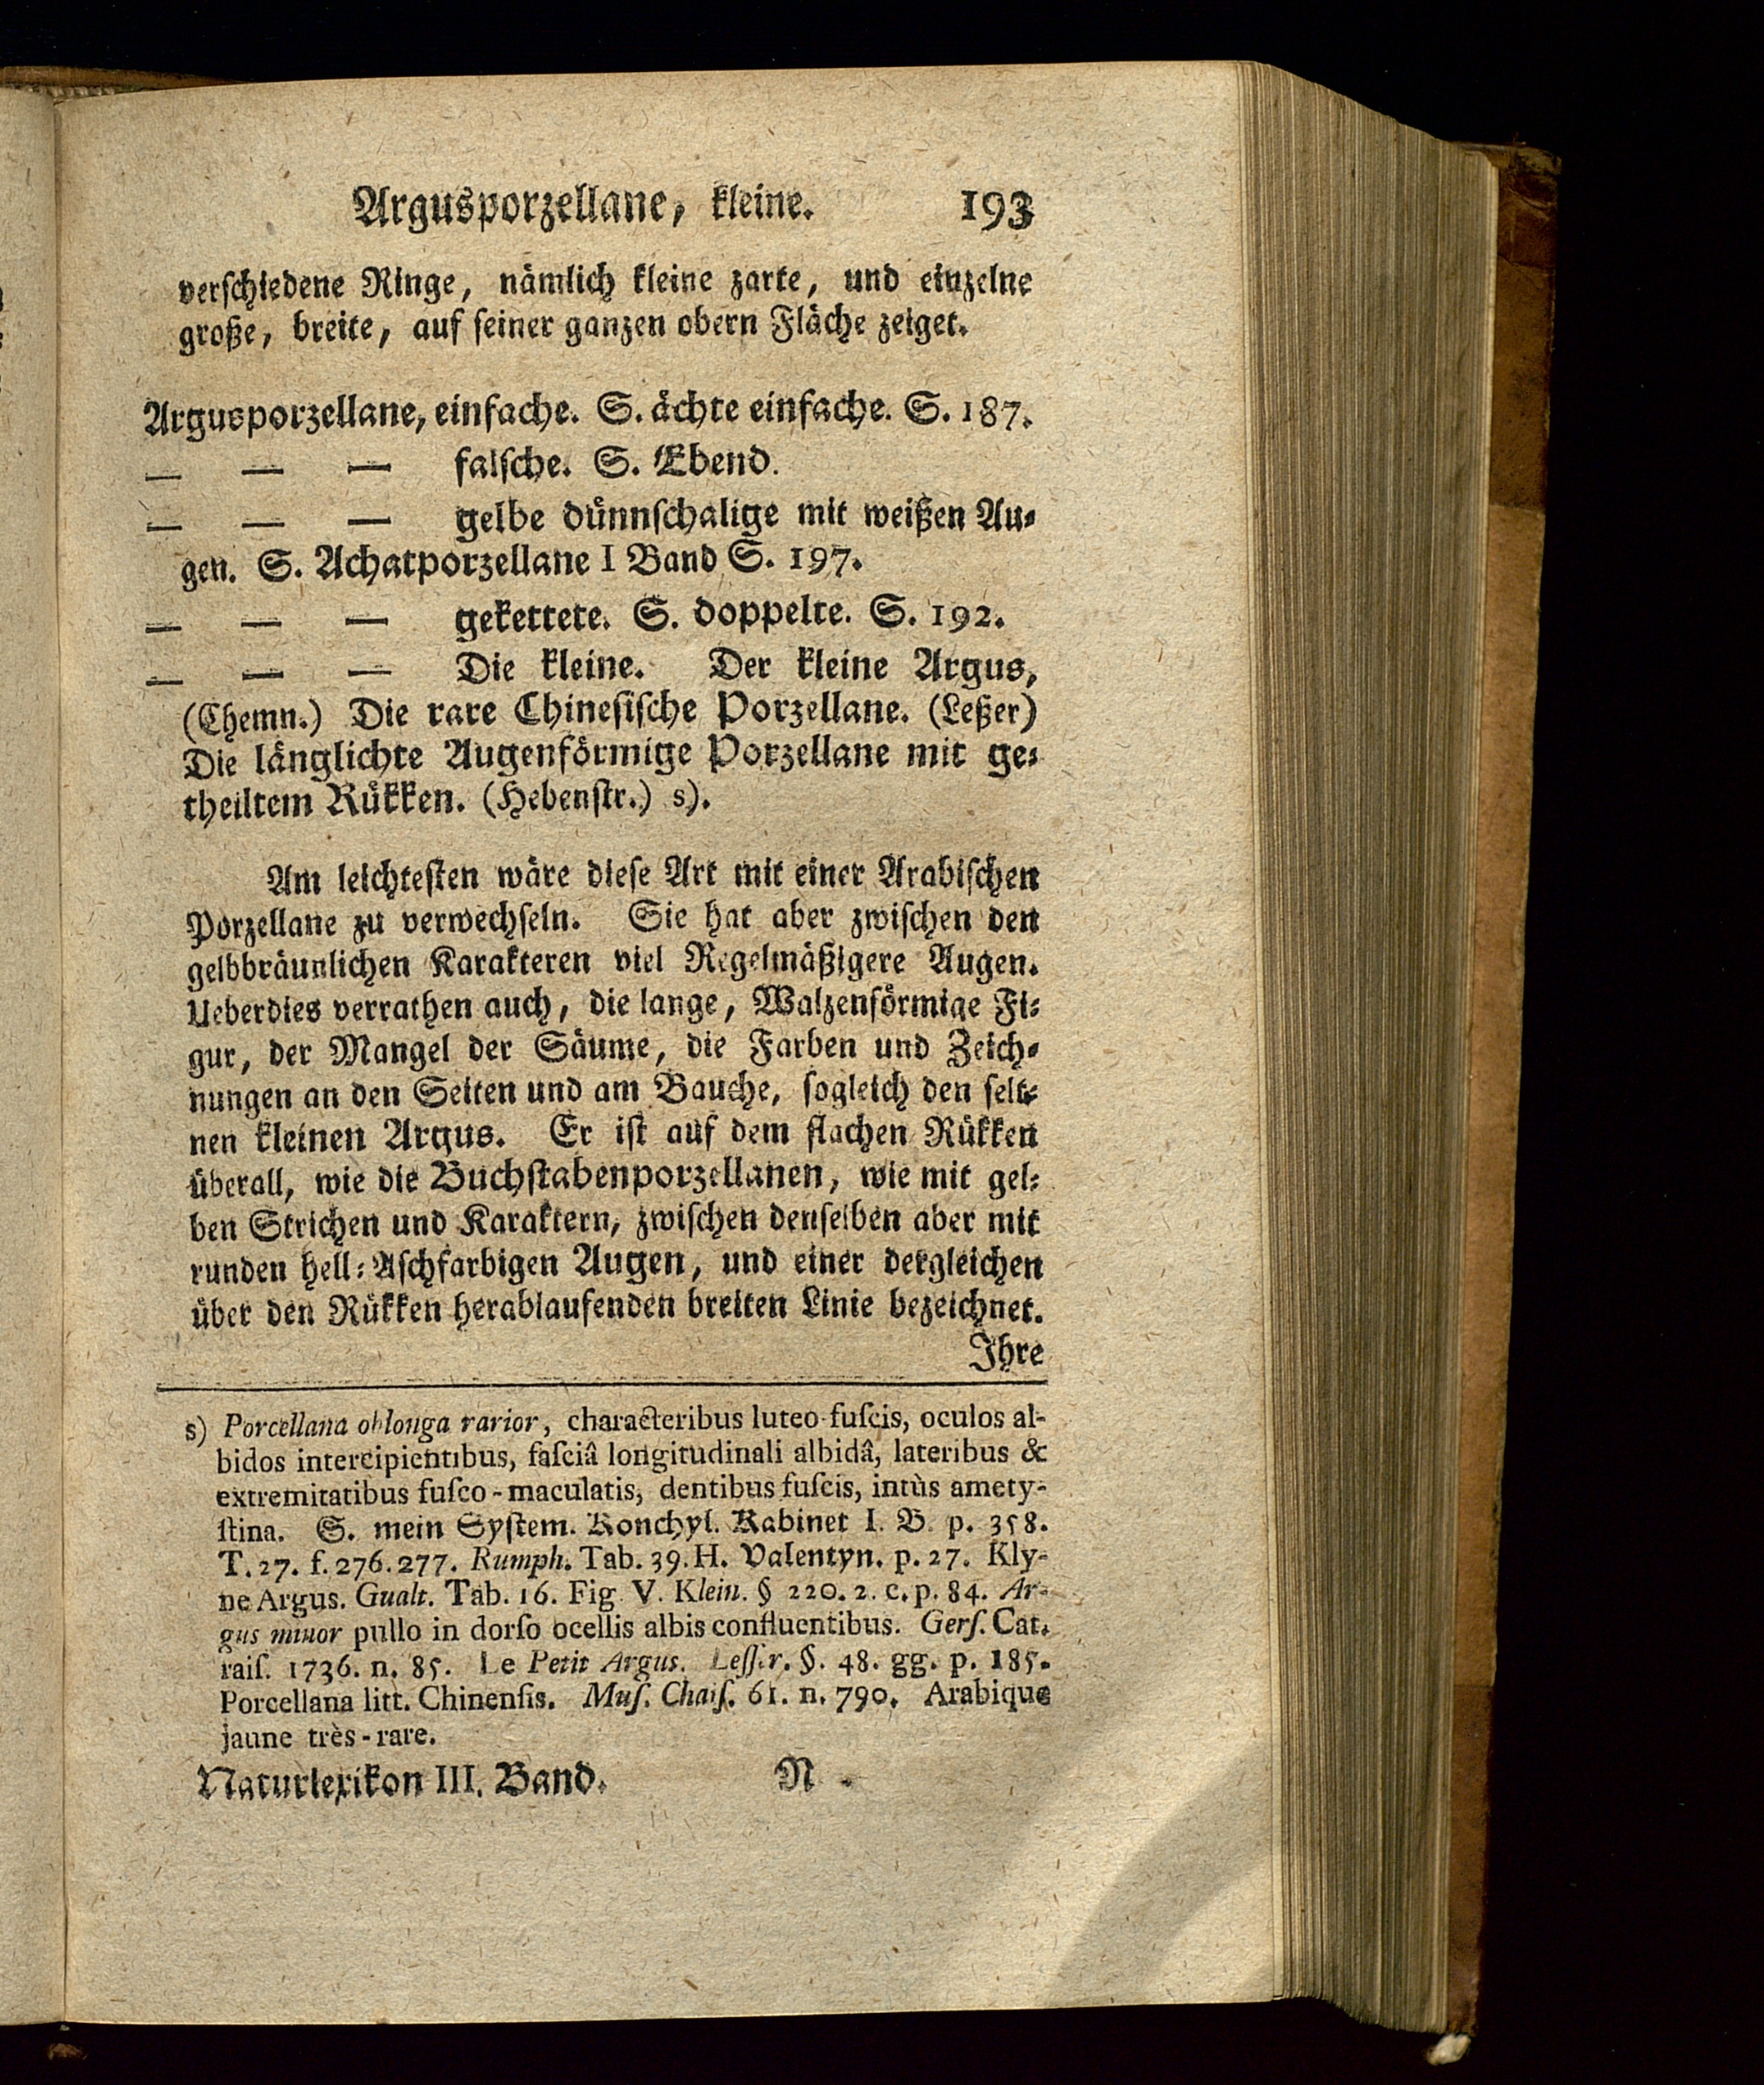 Argusporzellane, kleine. 193
verschiedene Ringe, nämlich kleine zarte, und einzelne
große, breite, auf seiner ganzen obern Fläche zeiget.
Argusporzellane, einfache. S. ächte einfache. S. 187.
— — — falsche. S. Ebend.
— — — gelbe dünnschalige mit weißen Au-
gen. S. Achatporzellane I Band S. 197.
— — — gekettete. S. doppelte. S. 192.
— — — Die kleine. Der kleine Argus,
(Chemn.) Die rare Chinesische Porzellane. (Leßer)
Die länglichte Augenförmige Porzellane mit ge-
theiltem Rükken. (Hebenstr.) s).
Am leichtesten wäre diese Art mit einer Arabischen
Porzellane zu verwechseln. Sie hat aber zwischen den
gelbbräunlichen Karakteren viel Regelmäßigere Augen.
Ueberdies verrathen auch, die lange, Walzenförmige Fi-
gur, der Mangel der Säume, die Farben und Zeich-
nungen an den Seiten und am Bauche, sogleich den selt-
nen kleinen Argus. Er ist auf dem flachen Rükken
überall, wie die Buchstabenporzellanen, wie mit gel-
ben Strichen und Karaktern, zwischen denselben aber mit
runden hell-Aschfarbigen Augen, und einer dergleichen
über den Rükken herablaufenden breiten Linie bezeichnet.
Ihre
s) Porcellana oblonga rarior, characteribus luteo-fuscis, oculos al-
bidos intercipientibus, fasciâ longitudinali albidâ, lateribus &
extremitatibus fusco-maculatis, dentibus fuscis, intùs amety-
stina. S. mein System. Konchyl. Kabinet I. B. p. 358.
T. 27. f. 276. 277. Rumph. Tab. 39. H. Valentyn. p. 27. Kly-
ne Argus. Gualt. Tab. 16. Fig. V. Klein. § 220. 2. c. p. 84. Ar-
gus minor pullo in dorso ocellis albis confluentibus. Gers. Cat.
rais. 1736. n. 85. Le Petit Argus. Lesser. §. 48. gg. p. 185.
Porcellana litt. Chinensis. Mus. Chais. 61. n. 790. Arabique
jaune très-rare.
Naturlexikon III. Band. N